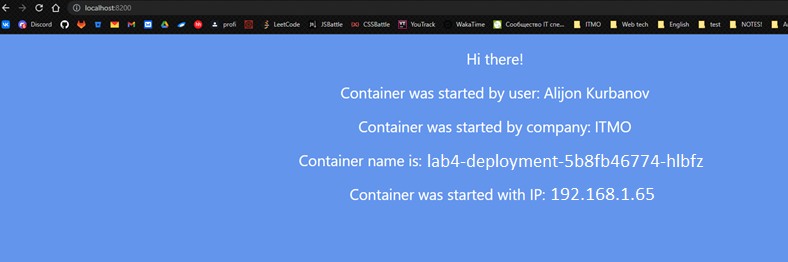 localhost:8200
Discord profi LeetCode JSBattle CSSBattle YouTrack WakaTime Сообщество IT спе... ITMO Web tech English test NOTES!
Hi there!
Container was started by user: Alijon Kurbanov
Container was started by company: ITMO
Container name is: lab4-deployment-5b8fb46774-hlbfz
Container was started with IP: 192.168.1.65